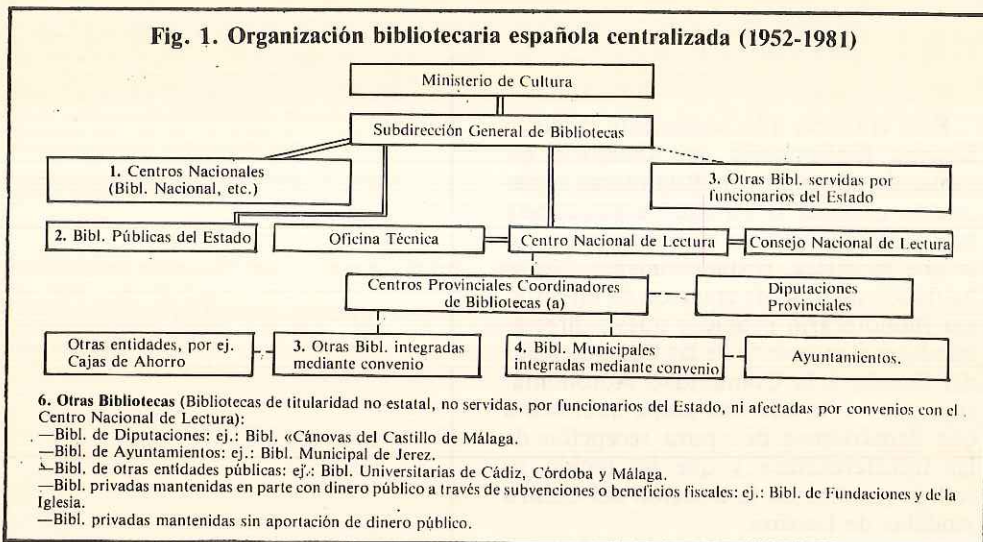 Fig. 1. Organización bibliotecaria española centralizada (1952-1981)
Ministerio de Cultura
Subdirección General de Bibliotecas
1. Centros Nacionales
(Bibl. Nacional, etc.)
3. Otras Bibl. servidas por
funcionarios del Estado
2. Bibl. Públicas del Estado
Oficina Técnica
Centro Nacional de Lectura
Consejo Nacional de Lectura
Centros Provinciales Coordinadores
de Bibliotecas (a)
Diputaciones
Provinciales
Otras entidades, por ej.
Cajas de Ahorro
3. Otras Bibl. integradas
mediante convenio
4. Bibl. Municipales
integradas mediante convenio
Ayuntamientos.
6. Otras Bibliotecas (Bibliotecas de titularidad no estatal, no servidas, por funcionarios del Estado, ni afectadas por convenios con el
Centro Nacional de Lectura):
—Bibl. de Diputaciones: ej.: Bibl. «Cánovas del Castillo de Málaga.
—Bibl. de Ayuntamientos: ej.: Bibl. Municipal de Jerez.
—Bibl. de otras entidades públicas; ej.: Bibl. Universitarias de Cádiz, Córdoba y Málaga.
—Bibl. privadas mantenidas en parte con dinero público a través de subvenciones o beneficios fiscales: ej.: Bibl. de Fundaciones y de la
Iglesia.
—Bibl. privadas mantenidas sin aportación de dinero público.